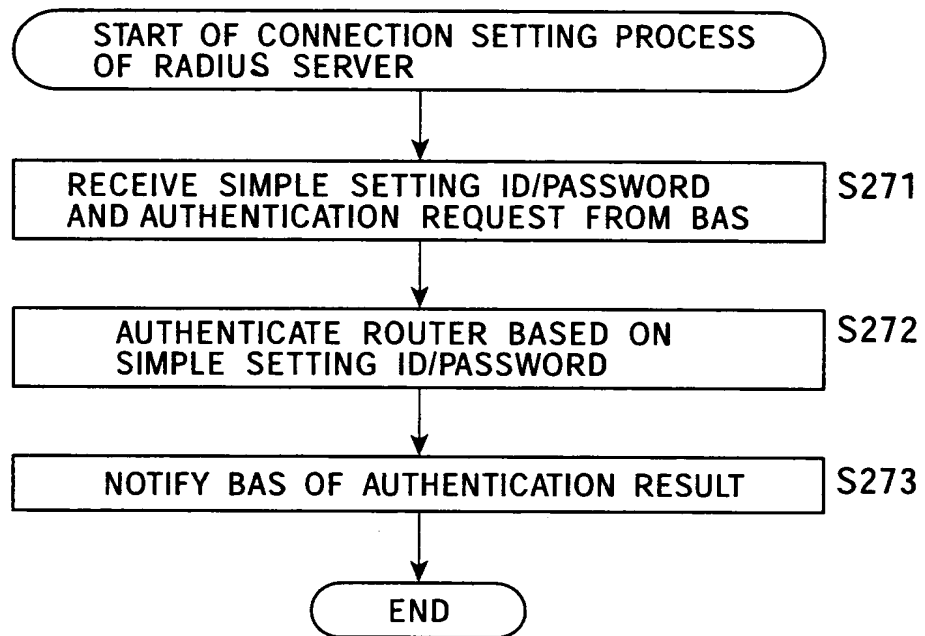 START OF CONNECTION SETTING PROCESS
OF RADIUS SERVER
RECEIVE SIMPLE SETTING ID/PASSWORD
AND AUTHENTICATION REQUEST FROM BAS
S271
AUTHENTICATE ROUTER BASED ON
SIMPLE SETTING ID/PASSWORD
S272
NOTIFY BAS OF AUTHENTICATION RESULT
S273
END